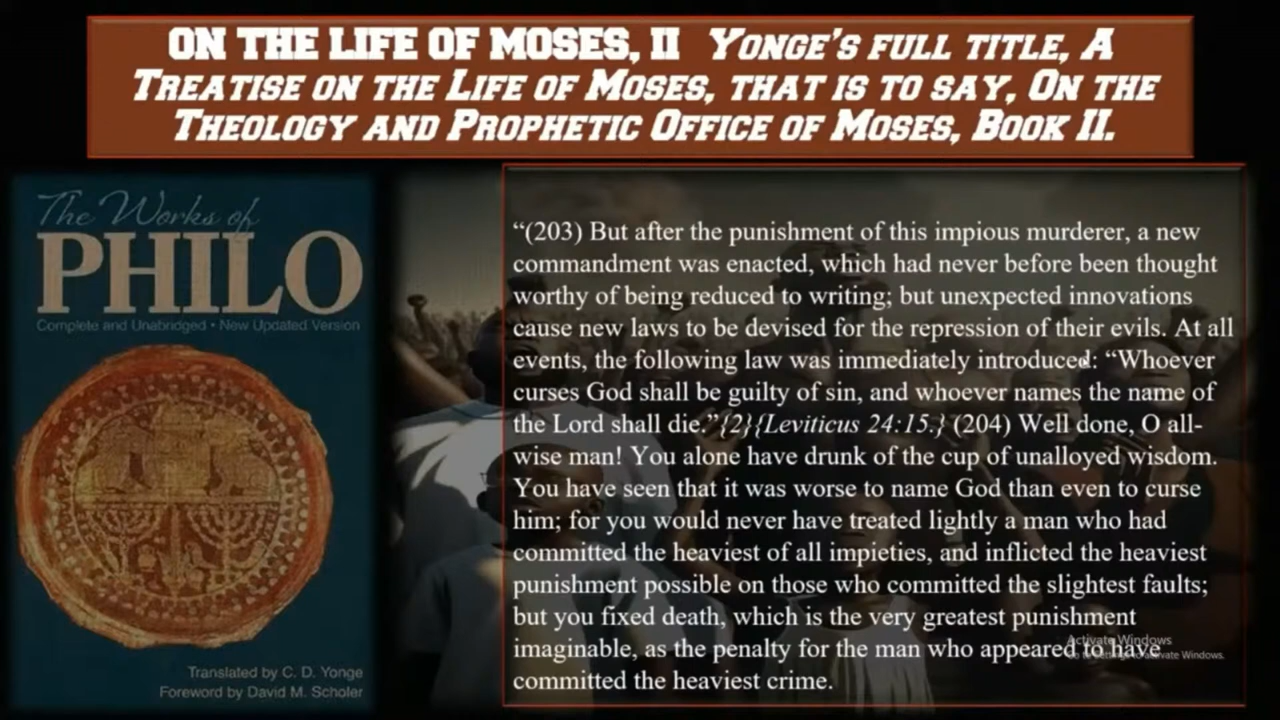 ON THE LIFE OF MOSES, II YONGE'S FULL TITLE, A
TREATISE ON THE LIFE OF MOSES, THAT IS TO SAY, ON THE
THEOLOGY AND PROPHETIC OFFICE OF MOSES, BOOK II.
The Works of
PHILO
Complete and Unabridged • New Updated Version
Translated by C. D. Yonge
Foreword by David M. Scholer
“(203) But after the punishment of this impious murderer, a new
commandment was enacted, which had never before been thought
worthy of being reduced to writing; but unexpected innovations
cause new laws to be devised for the repression of their evils. At all
events, the following law was immediately introduced: “Whoever
curses God shall be guilty of sin, and whoever names the name of
the Lord shall die.”{2}{Leviticus 24:15.} (204) Well done, O all-
wise man! You alone have drunk of the cup of unalloyed wisdom.
You have seen that it was worse to name God than even to curse
him; for you would never have treated lightly a man who had
committed the heaviest of all impieties, and inflicted the heaviest
punishment possible on those who committed the slightest faults;
but you fixed death, which is the very greatest punishment
imaginable, as the penalty for the man who appeared to have
committed the heaviest crime.
Activate Windows
Go to Settings to activate Windows.